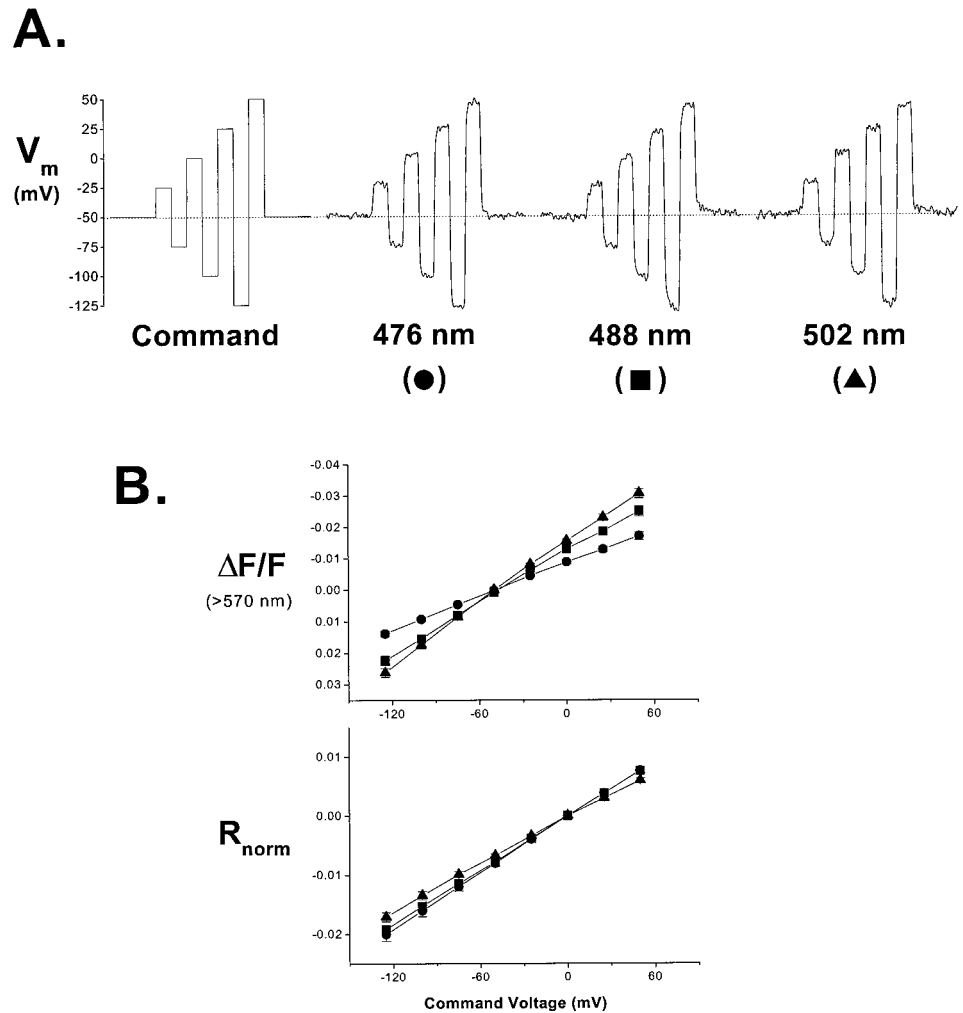 A.
V_m
(mV)
50
25
0
-25
-50
-75
-100
-125
Command
476 nm
488 nm
502 nm
(●)
(■)
(▲)
B.
ΔF/F
(>570 nm)
-0.04
-0.03
-0.02
-0.01
0.00
0.01
0.02
0.03
-120
-60
0
60
R_norm
0.01
0.00
-0.01
-0.02
-120
-60
0
60
Command Voltage (mV)